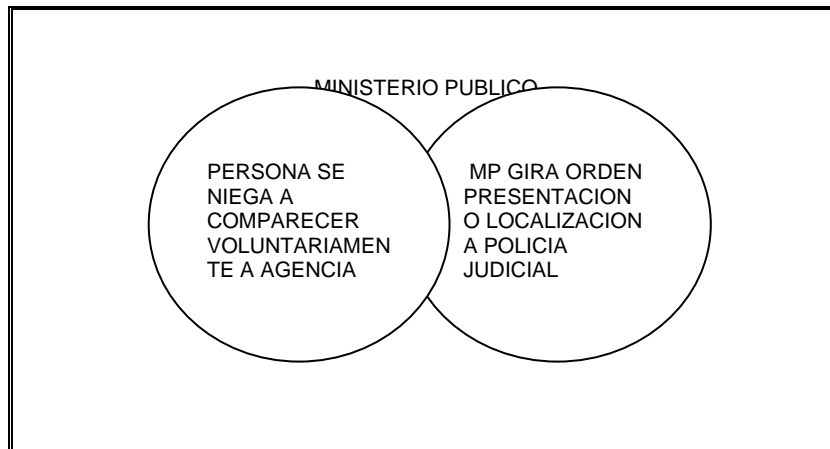 MINISTERIO PUBLICO
PERSONA SE
NIEGA A
COMPARECER
VOLUNTARIAMEN
TE A AGENCIA
MP GIRA ORDEN
PRESENTACION
O LOCALIZACION
A POLICIA
JUDICIAL